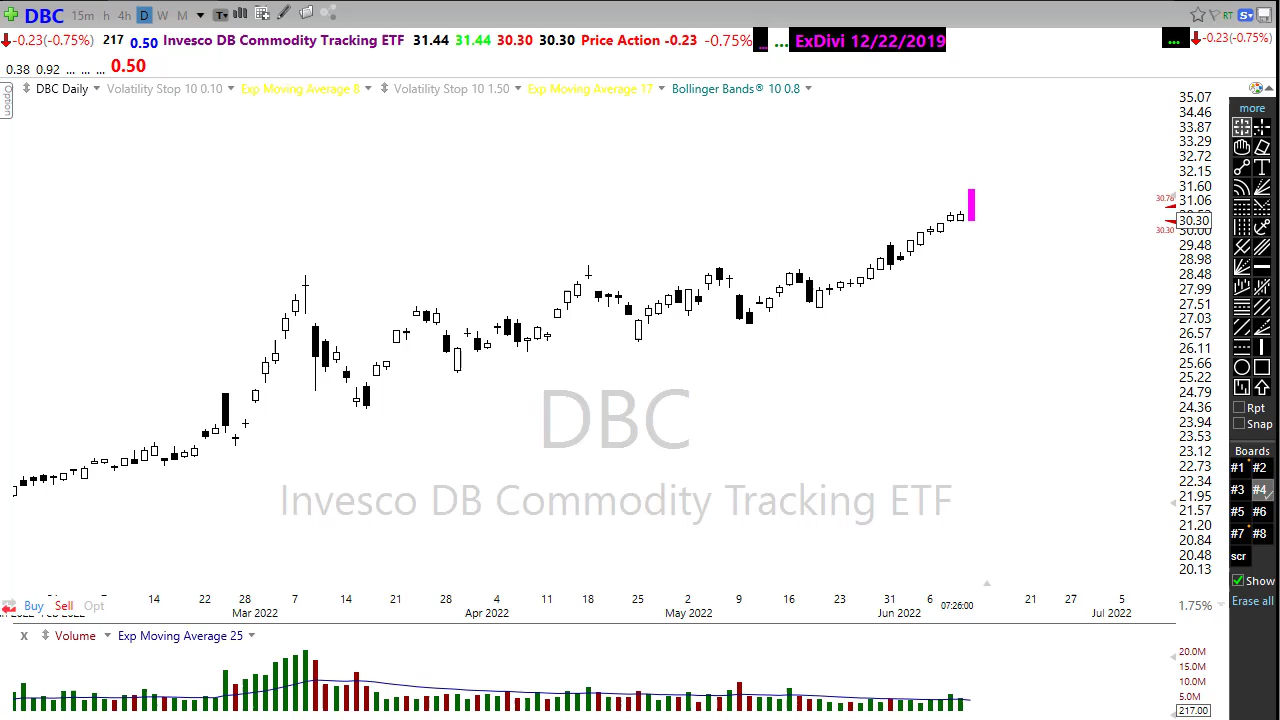 DBC 15m h 4h D W M T RT S
-0.23(-0.75%) 217 0.50 Invesco DB Commodity Tracking ETF 31.44 31.44 30.30 30.30 Price Action -0.23 -0.75% ... ... ExDivi 12/22/2019 ... -0.23(-0.75%)
0.38 0.92 ... ... ... 0.50
Option
DBC Daily Volatility Stop 10 0.10 Exp Moving Average 8 Volatility Stop 10 1.50 Exp Moving Average 17 Bollinger Bands® 10 0.8
35.07
34.46
33.87
33.29
32.72
32.15
31.60
31.06
30.30
30.00
29.48
28.98
28.48
27.99
27.51
27.03
26.57
26.11
25.66
25.22
24.79
24.36
23.94
23.53
23.12
22.73
22.34
21.95
21.57
21.20
20.84
20.48
20.13
30.78
30.30
more
T
Rpt
Snap
Boards
#1 #2
#3 #4
#5 #6
#7 #8
scr
Show
Erase all
DBC
Invesco DB Commodity Tracking ETF
Buy Sell Opt
14 22 28 7 14 21 28 4 11 18 25 2 9 16 23 31 6 21 27 5
Mar 2022 Apr 2022 May 2022 Jun 2022 07:26:00 Jul 2022
1.75%
X Volume Exp Moving Average 25
20.0M
15.0M
10.0M
5.0M
217.00